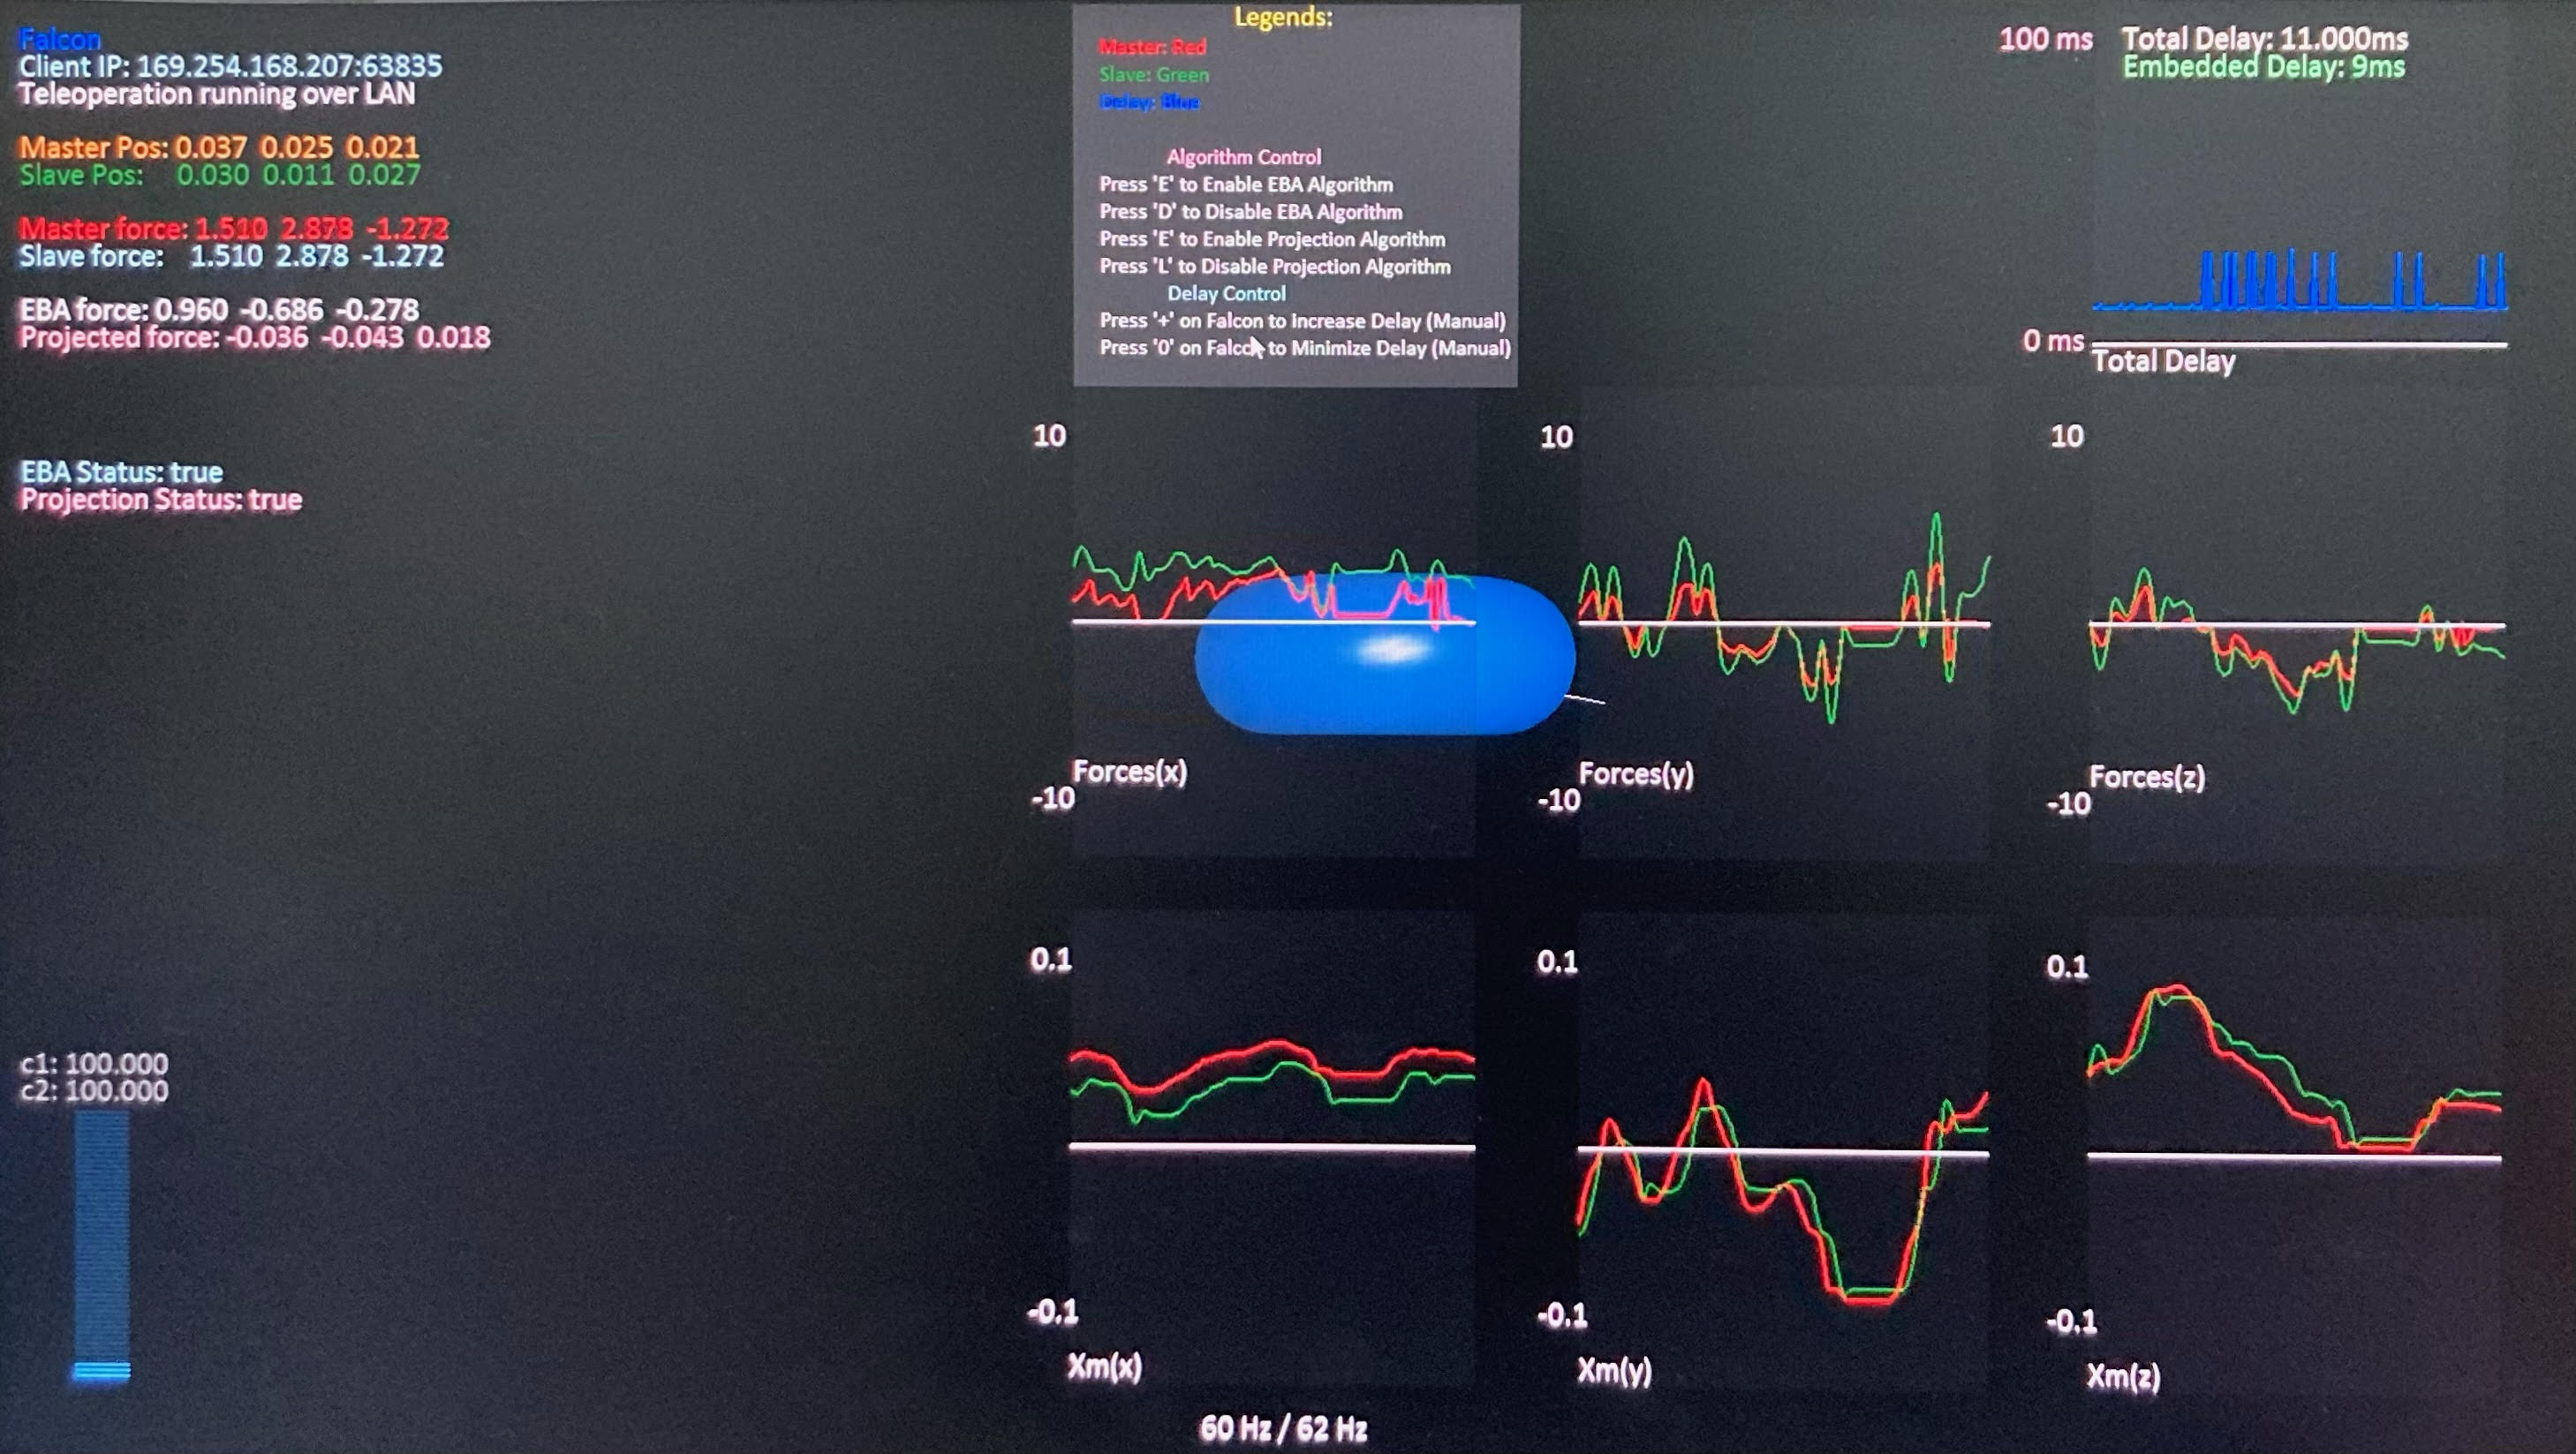 Falcon
Client IP: 169.254.168.207:63835
Teleoperation running over LAN
Master Pos: 0.037 0.025 0.021
Slave Pos: 0.030 0.011 0.027
Master force: 1.510 2.878 -1.272
Slave force: 1.510 2.878 -1.272
EBA force: 0.960 -0.686 -0.278
Projected force: -0.036 -0.043 0.018
EBA Status: true
Projection Status: true
c1: 100.000
c2: 100.000
Legends:
Master: Red
Slave: Green
Delay: Blue
Algorithm Control
Press 'E' to Enable EBA Algorithm
Press 'D' to Disable EBA Algorithm
Press 'E' to Enable Projection Algorithm
Press 'L' to Disable Projection Algorithm
Delay Control
Press '+' on Falcon to Increase Delay (Manual)
Press '0' on Falcon to Minimize Delay (Manual)
100 ms
Total Delay: 11.000ms
Embedded Delay: 9ms
0 ms
Total Delay
10
Forces(x)
-10
10
Forces(y)
-10
10
Forces(z)
-10
0.1
-0.1
Xm(x)
0.1
-0.1
Xm(y)
0.1
-0.1
Xm(z)
60 Hz / 62 Hz